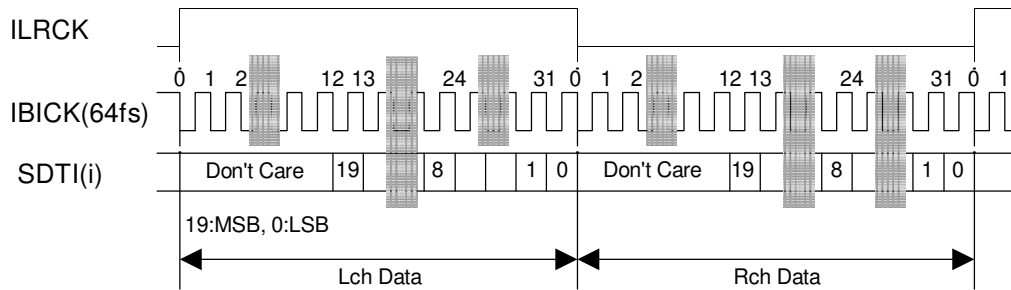 ILRCK
0 1 2 12 13 24 31 0 1 2 12 13 24 31 0 1
IBICK(64fs)
SDTI(i) Don't Care 19 8 1 0 Don't Care 19 8 1 0
19:MSB, 0:LSB
Lch Data Rch Data